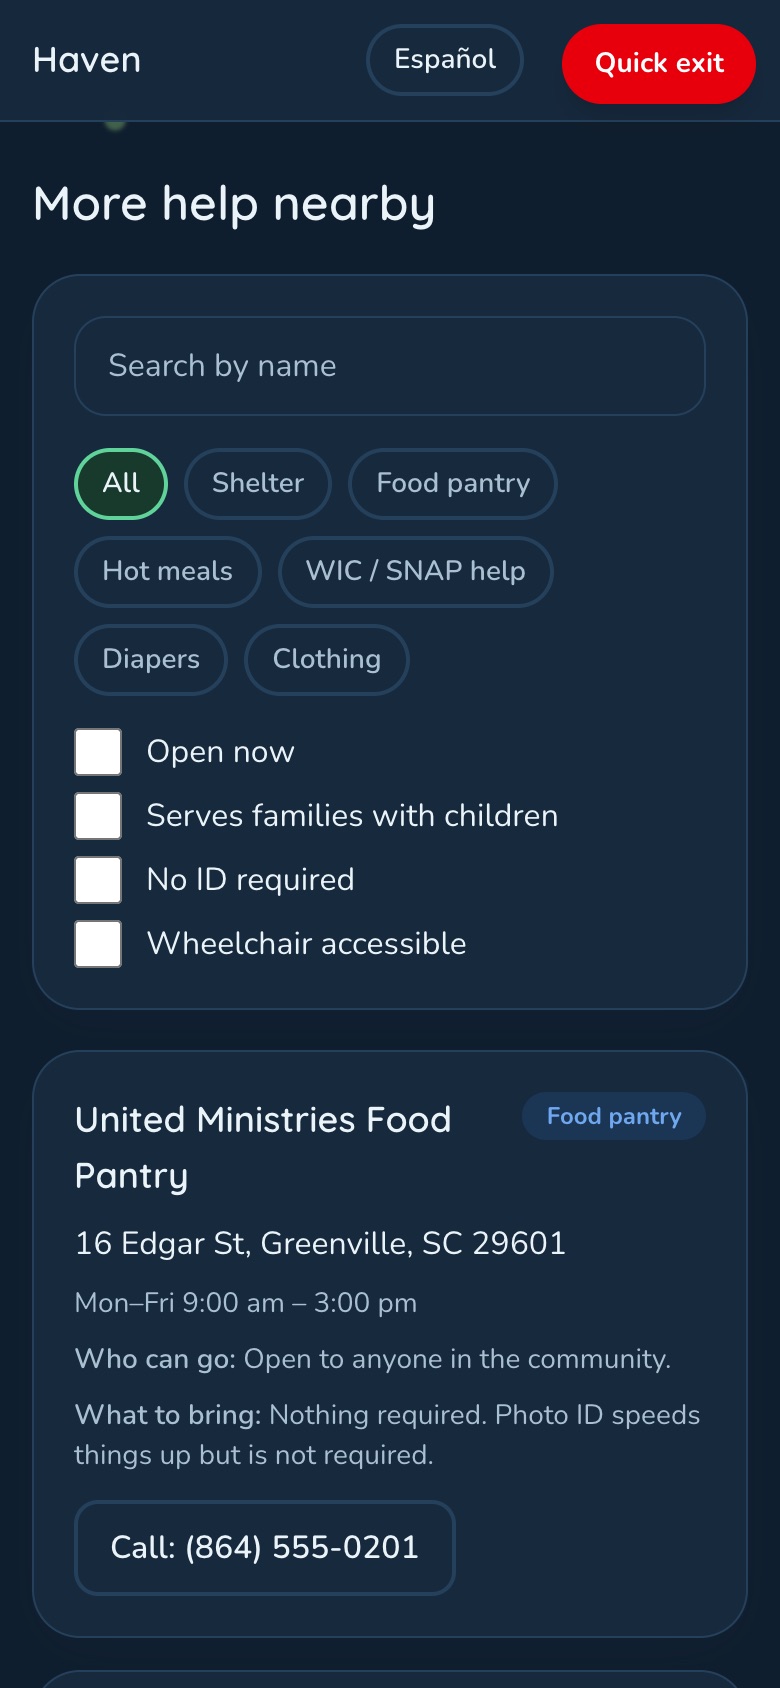 Haven
Español
Quick exit
More help nearby
Search by name
All
Shelter
Food pantry
Hot meals
WIC / SNAP help
Diapers
Clothing
Open now
Serves families with children
No ID required
Wheelchair accessible
United Ministries Food
Pantry
Food pantry
16 Edgar St, Greenville, SC 29601
Mon–Fri 9:00 am – 3:00 pm
Who can go: Open to anyone in the community.
What to bring: Nothing required. Photo ID speeds
things up but is not required.
Call: (864) 555-0201